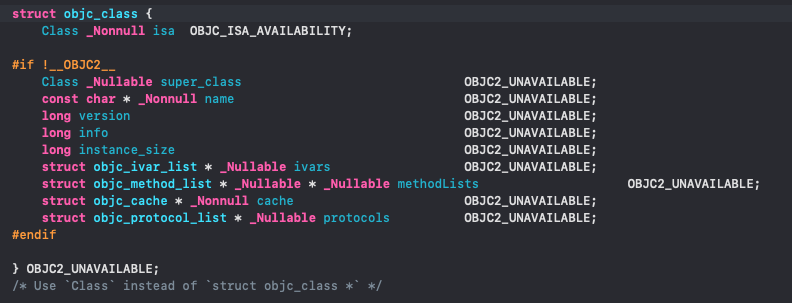 struct objc_class {
    Class _Nonnull isa  OBJC_ISA_AVAILABILITY;
#if !__OBJC2__
    Class _Nullable super_class                              OBJC2_UNAVAILABLE;
    const char * _Nonnull name                               OBJC2_UNAVAILABLE;
    long version                                             OBJC2_UNAVAILABLE;
    long info                                                OBJC2_UNAVAILABLE;
    long instance_size                                       OBJC2_UNAVAILABLE;
    struct objc_ivar_list * _Nullable ivars                  OBJC2_UNAVAILABLE;
    struct objc_method_list * _Nullable * _Nullable methodLists                    OBJC2_UNAVAILABLE;
    struct objc_cache * _Nonnull cache                       OBJC2_UNAVAILABLE;
    struct objc_protocol_list * _Nullable protocols          OBJC2_UNAVAILABLE;
#endif
} OBJC2_UNAVAILABLE;
/* Use `Class` instead of `struct objc_class *` */